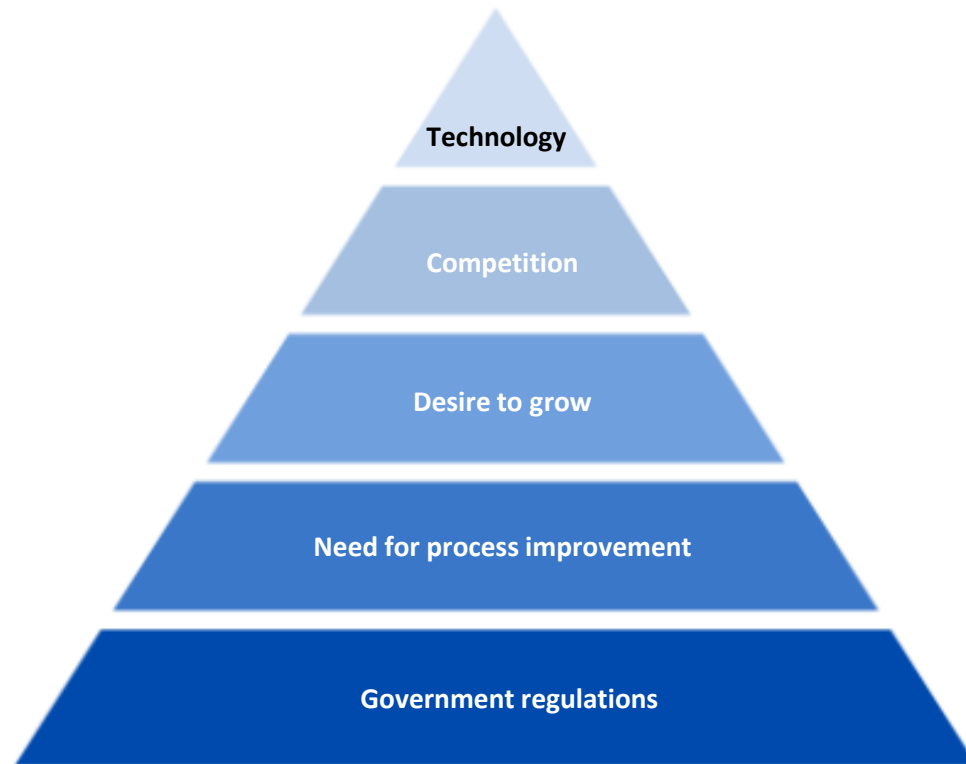 Technology
Competition
Desire to grow
Need for process improvement
Government regulations